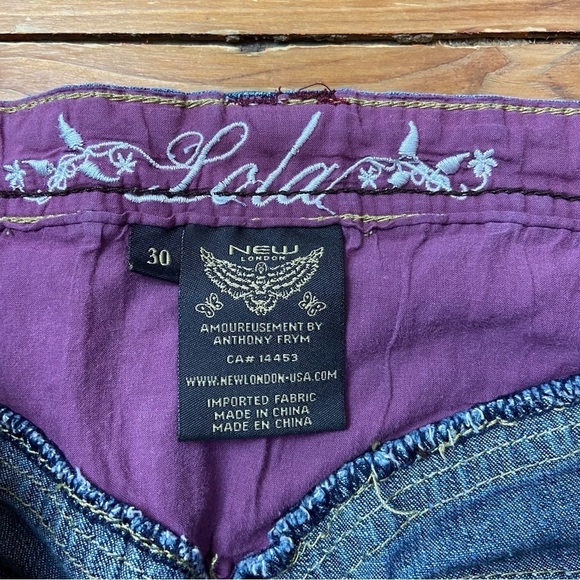 Lola
30
NEW
LONDON
AMOUREUSEMENT BY
ANTHONY FRYM
CA# 14453
WWW.NEWLONDON-USA.COM
IMPORTED FABRIC
MADE IN CHINA
MADE EN CHINA